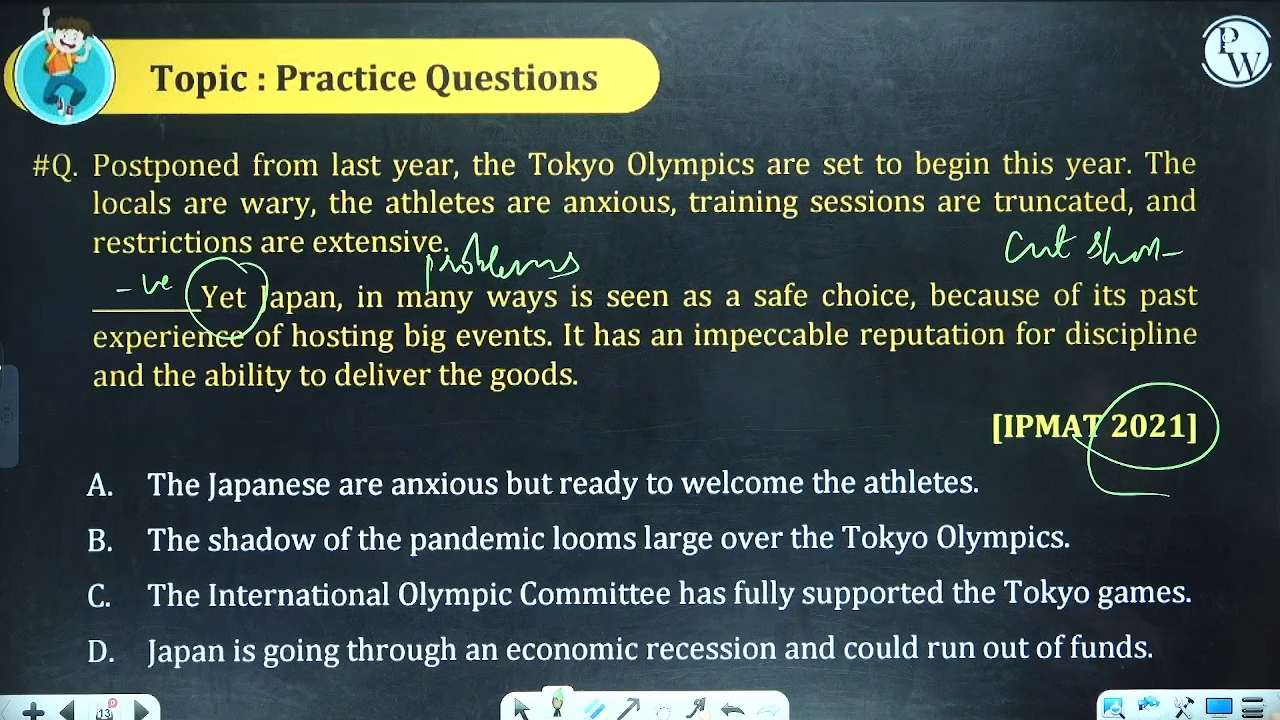 Topic : Practice Questions
PW
#Q. Postponed from last year, the Tokyo Olympics are set to begin this year. The
locals are wary, the athletes are anxious, training sessions are truncated, and
restrictions are extensive.
problems
cut short
-ve
________ Yet Japan, in many ways is seen as a safe choice, because of its past
experience of hosting big events. It has an impeccable reputation for discipline
and the ability to deliver the goods.
[IPMAT 2021]
A. The Japanese are anxious but ready to welcome the athletes.
B. The shadow of the pandemic looms large over the Tokyo Olympics.
C. The International Olympic Committee has fully supported the Tokyo games.
D. Japan is going through an economic recession and could run out of funds.
13